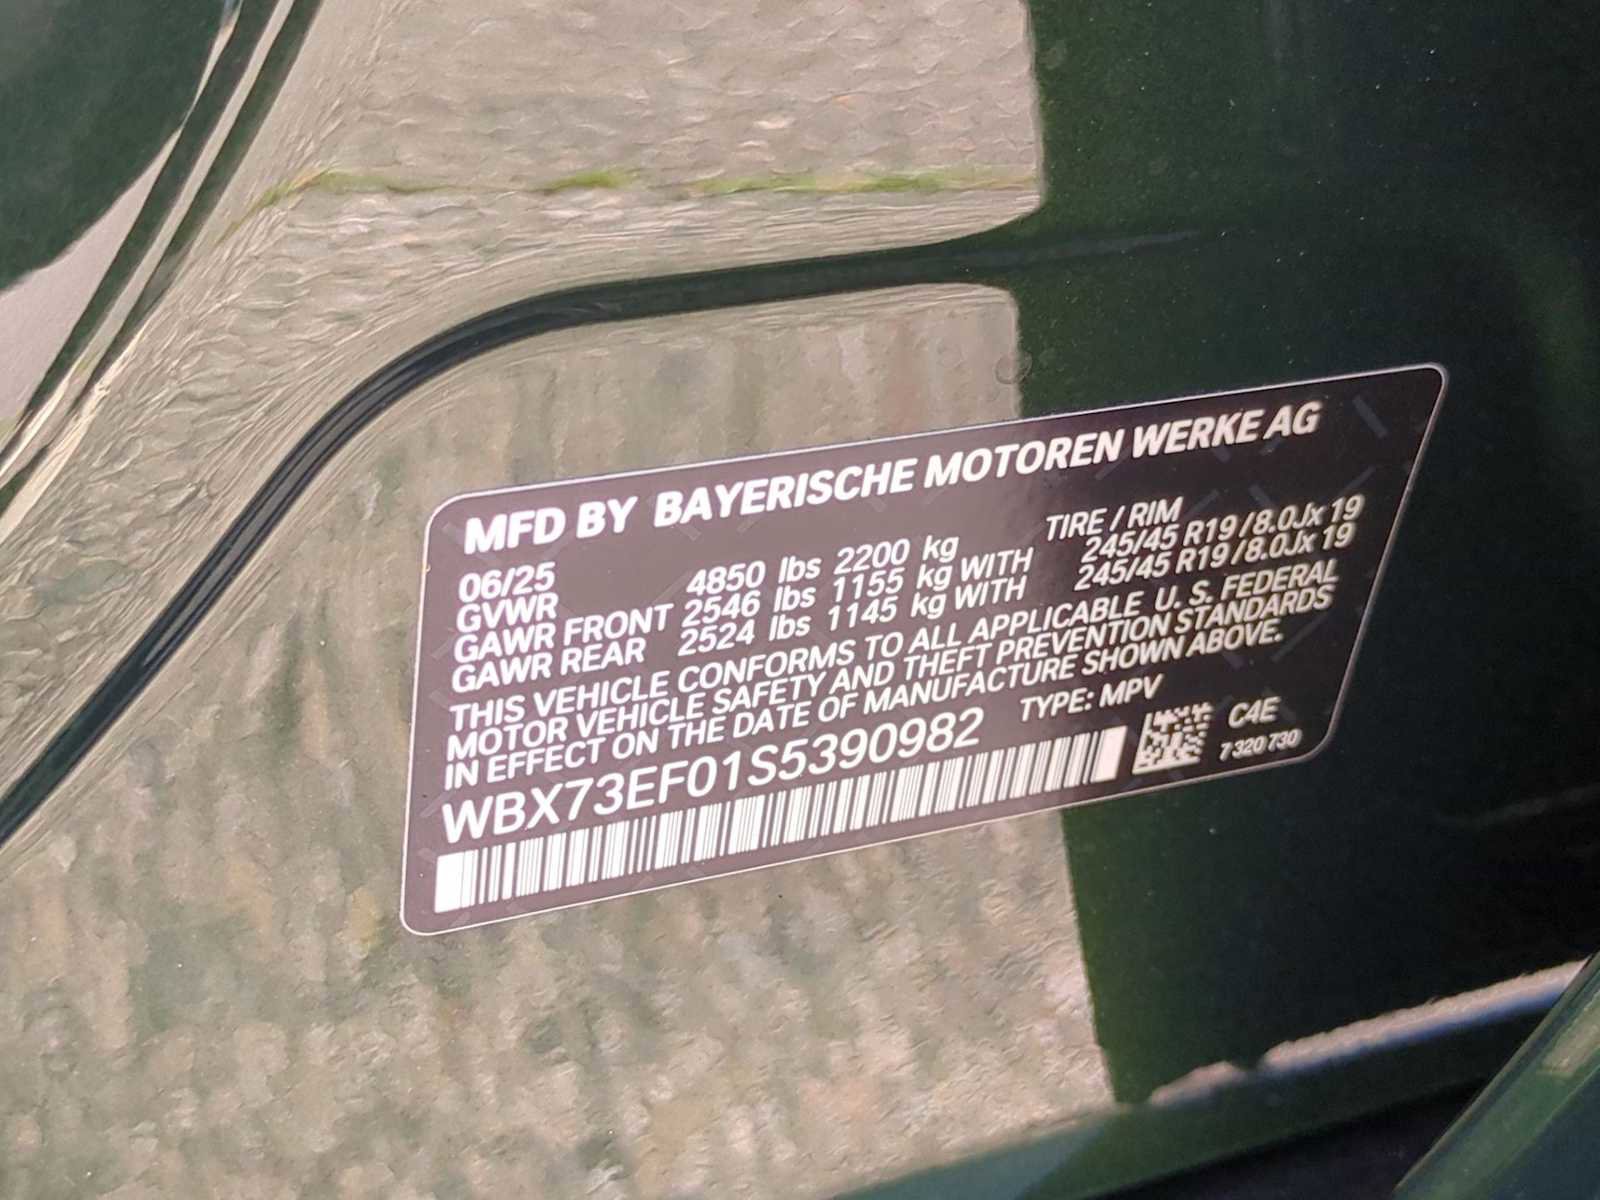 MFD BY BAYERISCHE MOTOREN WERKE AG
06/25 TIRE / RIM
GVWR 4850 lbs 2200 kg
GAWR FRONT 2546 lbs 1155 kg WITH 245/45 R19 /8.0Jx 19
GAWR REAR 2524 lbs 1145 kg WITH 245/45 R19 /8.0Jx 19
THIS VEHICLE CONFORMS TO ALL APPLICABLE U. S. FEDERAL
MOTOR VEHICLE SAFETY AND THEFT PREVENTION STANDARDS
IN EFFECT ON THE DATE OF MANUFACTURE SHOWN ABOVE.
WBX73EF01S5390982 TYPE: MPV
C4E
7 320 730